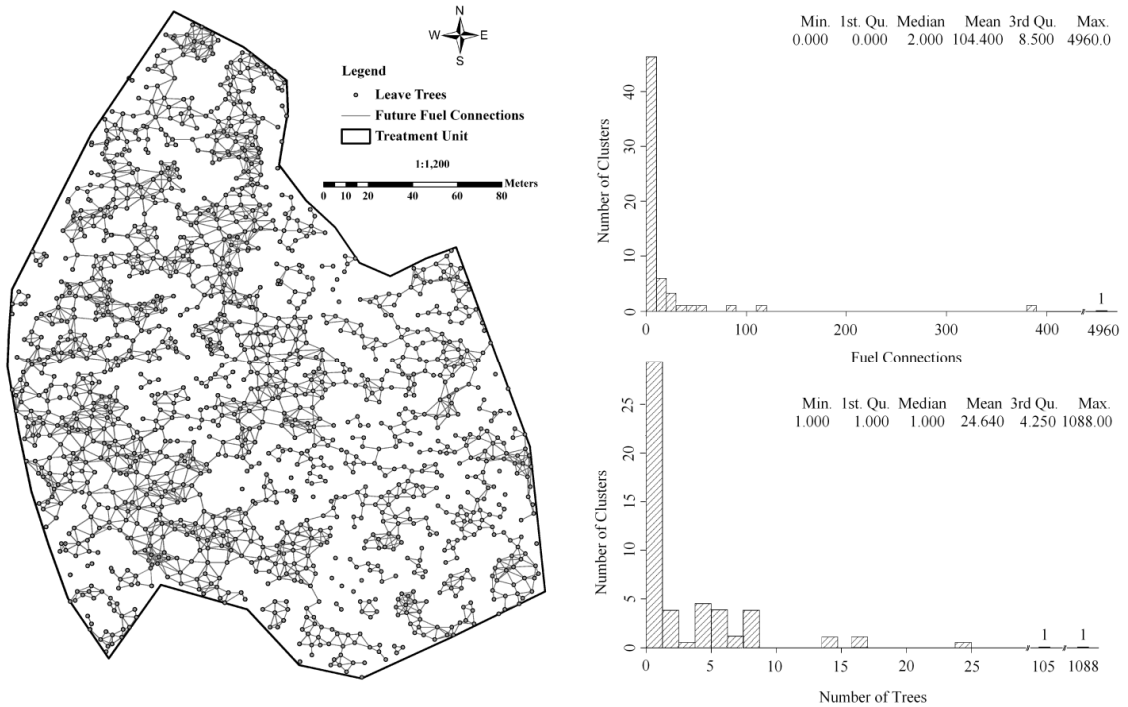 N
W E
S
Legend
Leave Trees
Future Fuel Connections
Treatment Unit
1:1,200
Meters
0 10 20 40 60 80
Min. 1st. Qu. Median Mean 3rd Qu. Max.
0.000 0.000 2.000 104.400 8.500 4960.0
Number of Clusters
40
30
20
10
0
1
0 100 200 300 400 4960
Fuel Connections
Min. 1st. Qu. Median Mean 3rd Qu. Max.
1.000 1.000 1.000 24.640 4.250 1088.00
Number of Clusters
25
20
15
10
5
0
1 1
0 5 10 15 20 25 105 1088
Number of Trees